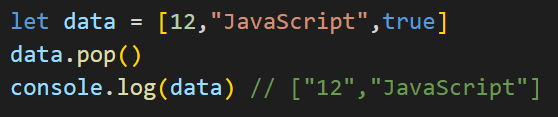 let data = [12,"JavaScript",true]
data.pop()
console.log(data) // ["12","JavaScript"]